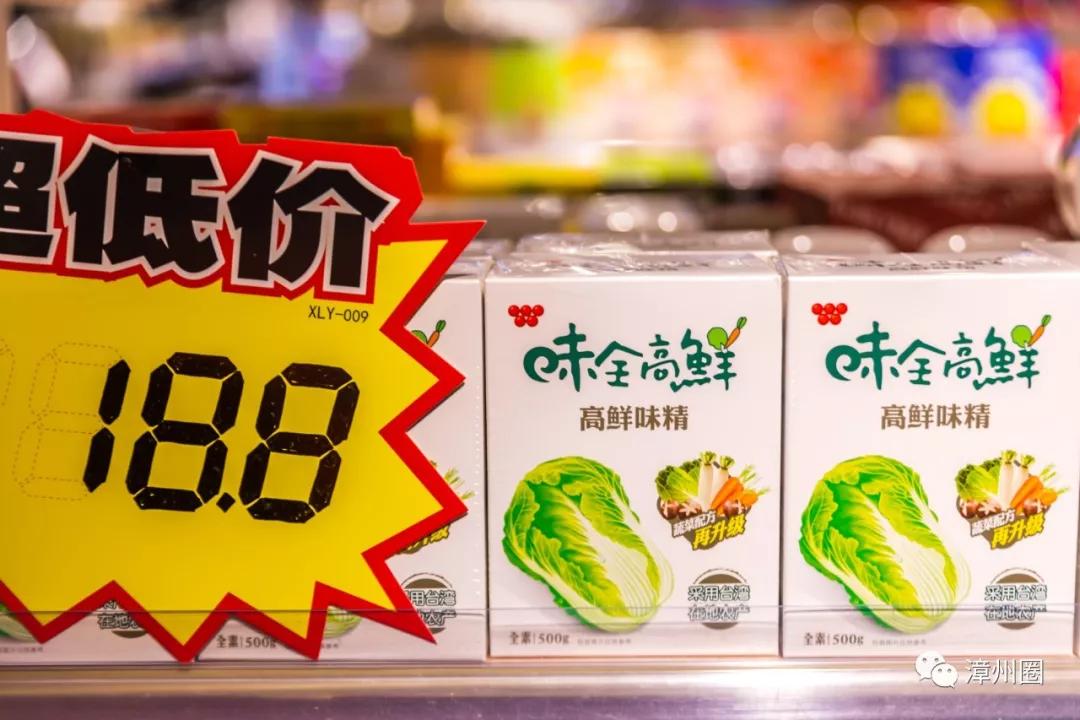 超低价
XLY-009
18.8
味全高鲜
高鲜味精
蔬菜配方
再升级
采用台湾
在地农产
全素 500g
味全高鲜
高鲜味精
蔬菜配方
再升级
采用台湾
在地农产
全素 500g
全素 500g
漳州圈